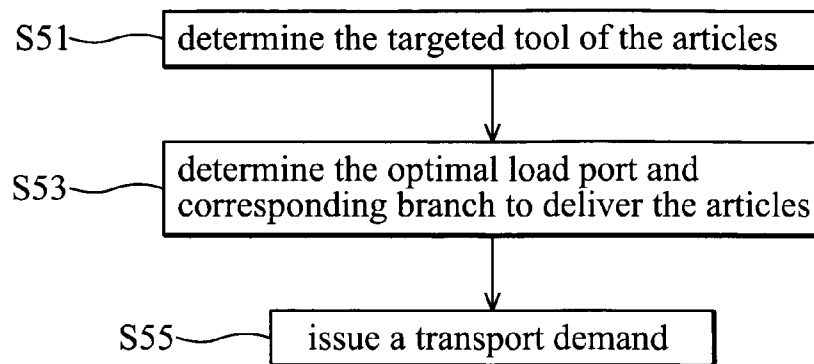 S51 determine the targeted tool of the articles
S53 determine the optimal load port and
corresponding branch to deliver the articles
S55 issue a transport demand